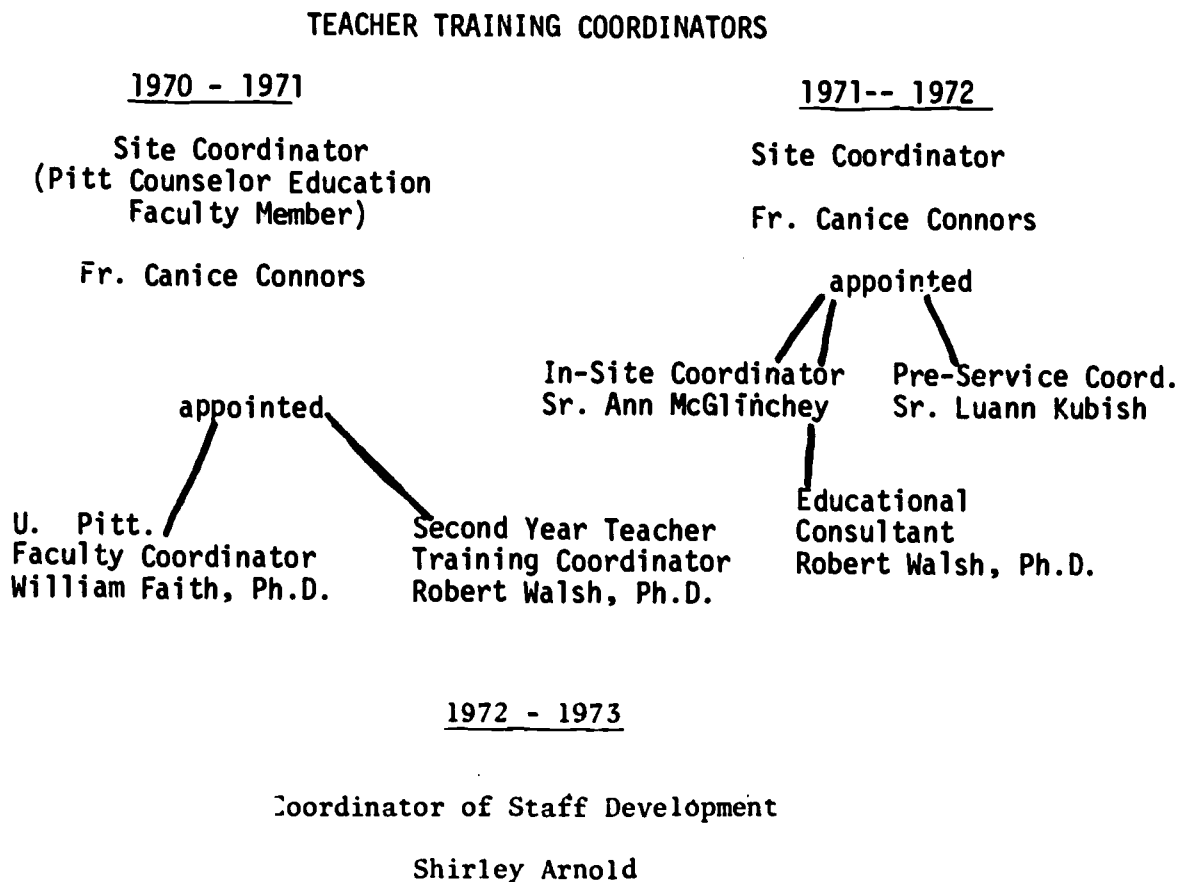 TEACHER TRAINING COORDINATORS
1970 - 1971
Site Coordinator
(Pitt Counselor Education
Faculty Member)
Fr. Canice Connors
appointed
U. Pitt.
Faculty Coordinator
William Faith, Ph.D.
Second Year Teacher
Training Coordinator
Robert Walsh, Ph.D.
1971-- 1972
Site Coordinator
Fr. Canice Connors
appointed
In-Site Coordinator
Sr. Ann McGlinchey
Pre-Service Coord.
Sr. Luann Kubish
Educational
Consultant
Robert Walsh, Ph.D.
1972 - 1973
Coordinator of Staff Development
Shirley Arnold